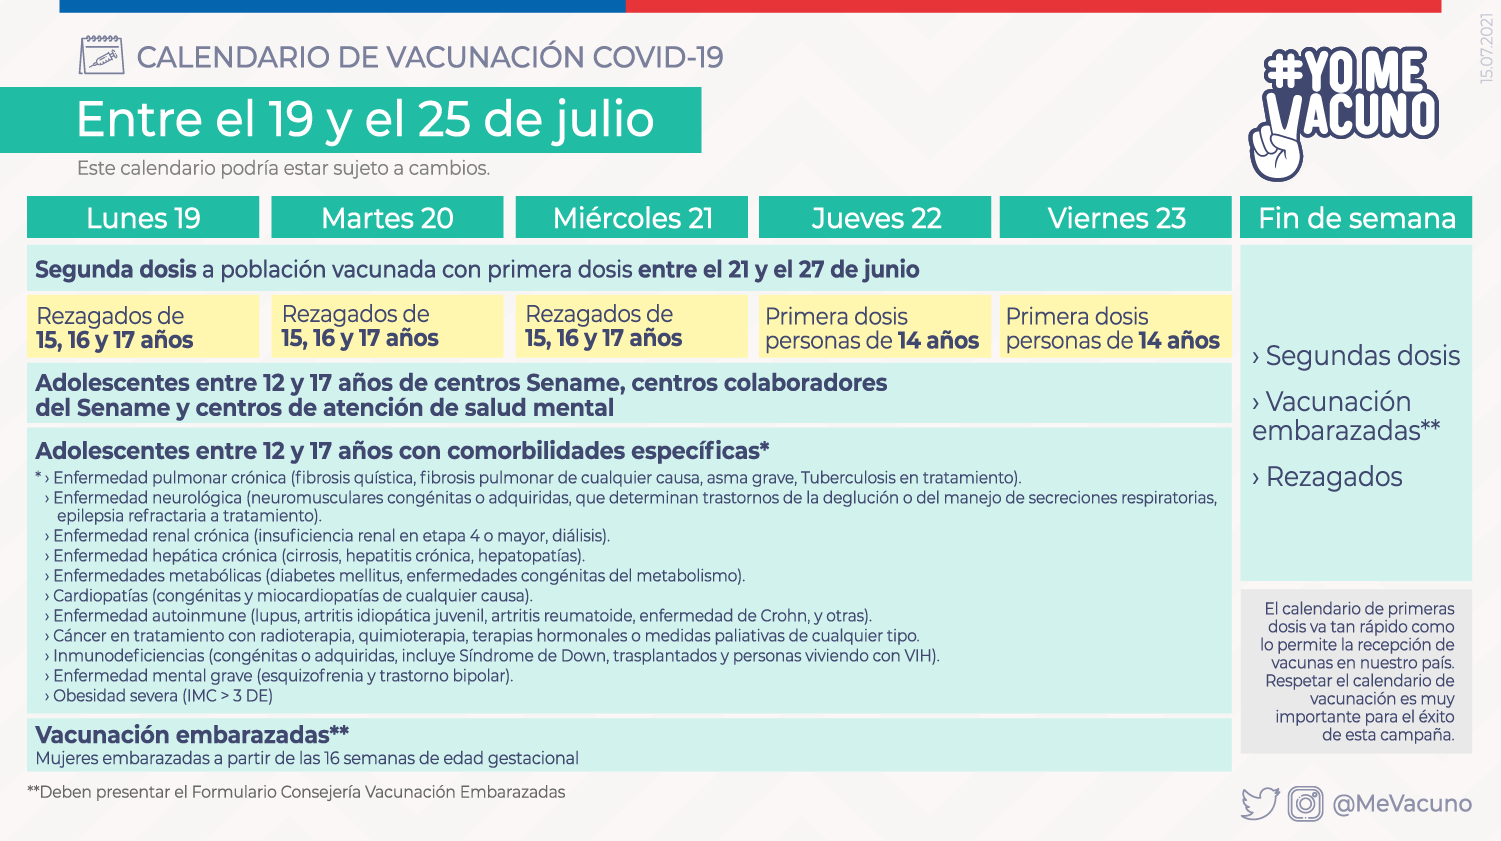 15.07.2021
CALENDARIO DE VACUNACIÓN COVID-19
#YO ME
VACUNO
Entre el 19 y el 25 de julio
Este calendario podría estar sujeto a cambios.
Lunes 19
Martes 20
Miércoles 21
Jueves 22
Viernes 23
Fin de semana
Segunda dosis a población vacunada con primera dosis entre el 21 y el 27 de junio
Rezagados de
15, 16 y 17 años
Rezagados de
15, 16 y 17 años
Rezagados de
15, 16 y 17 años
Primera dosis
personas de 14 años
Primera dosis
personas de 14 años
Adolescentes entre 12 y 17 años de centros Sename, centros colaboradores
del Sename y centros de atención de salud mental
Adolescentes entre 12 y 17 años con comorbilidades específicas*
* › Enfermedad pulmonar crónica (fibrosis quística, fibrosis pulmonar de cualquier causa, asma grave, Tuberculosis en tratamiento).
› Enfermedad neurológica (neuromusculares congénitas o adquiridas, que determinan trastornos de la deglución o del manejo de secreciones respiratorias,
epilepsia refractaria a tratamiento).
› Enfermedad renal crónica (insuficiencia renal en etapa 4 o mayor, diálisis).
› Enfermedad hepática crónica (cirrosis, hepatitis crónica, hepatopatías).
› Enfermedades metabólicas (diabetes mellitus, enfermedades congénitas del metabolismo).
› Cardiopatías (congénitas y miocardiopatías de cualquier causa).
› Enfermedad autoinmune (lupus, artritis idiopática juvenil, artritis reumatoide, enfermedad de Crohn, y otras).
› Cáncer en tratamiento con radioterapia, quimioterapia, terapias hormonales o medidas paliativas de cualquier tipo.
› Inmunodeficiencias (congénitas o adquiridas, incluye Síndrome de Down, trasplantados y personas viviendo con VIH).
› Enfermedad mental grave (esquizofrenia y trastorno bipolar).
› Obesidad severa (IMC > 3 DE)
Vacunación embarazadas**
Mujeres embarazadas a partir de las 16 semanas de edad gestacional
**Deben presentar el Formulario Consejería Vacunación Embarazadas
› Segundas dosis
› Vacunación
embarazadas**
› Rezagados
El calendario de primeras
dosis va tan rápido como
lo permite la recepción de
vacunas en nuestro país.
Respetar el calendario de
vacunación es muy
importante para el éxito
de esta campaña.
@MeVacuno